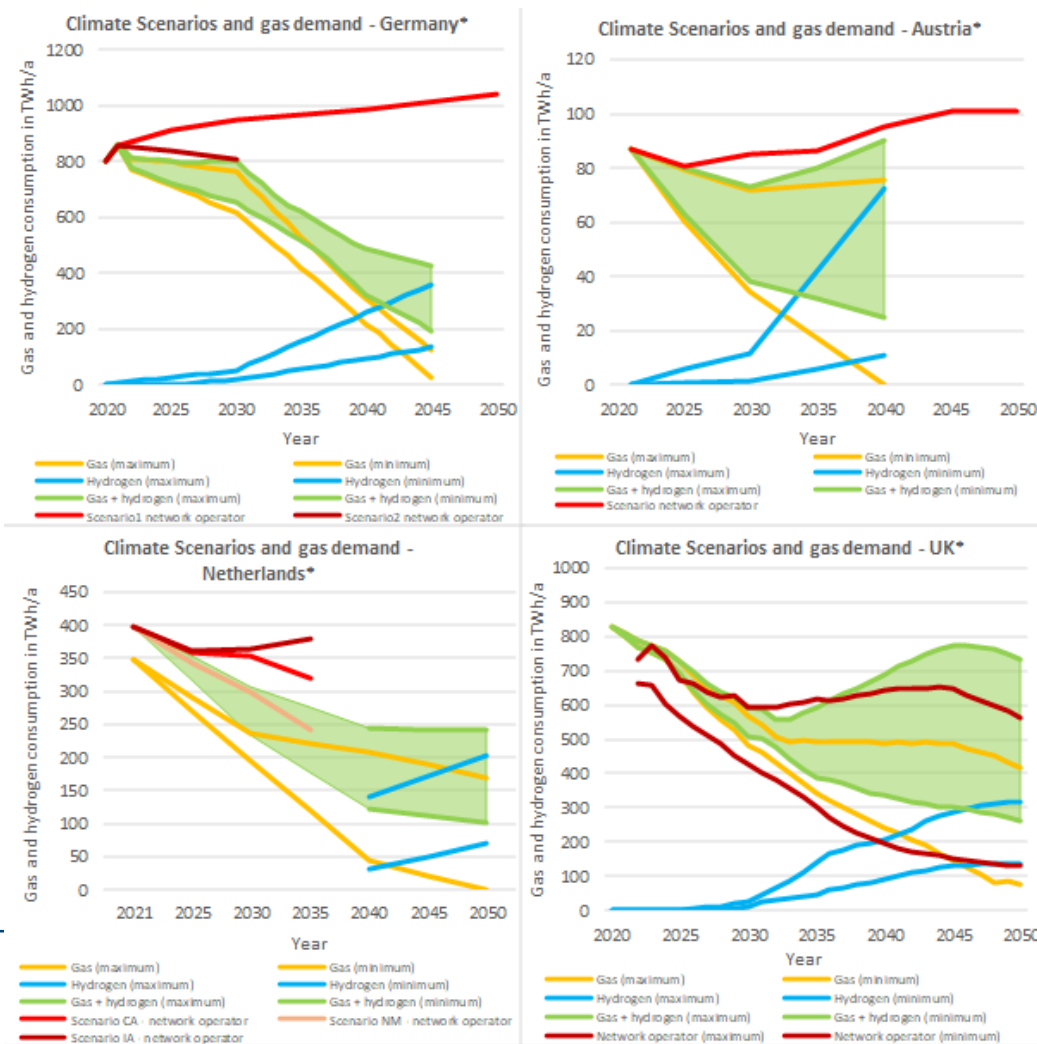 Climate Scenarios and gas demand - Germany*
Gas and hydrogen consumption in TWh/a
1200
1000
800
600
400
200
0
2020 2025 2030 2035 2040 2045 2050
Year
Gas (maximum) Gas (minimum)
Hydrogen (maximum) Hydrogen (minimum)
Gas + hydrogen (maximum) Gas + hydrogen (minimum)
Scenario1 network operator Scenario2 network operator
Climate Scenarios and gas demand - Austria*
Gas and hydrogen consumption in TWh/a
120
100
80
60
40
20
0
2020 2025 2030 2035 2040 2045 2050
Year
Gas (maximum) Gas (minimum)
Hydrogen (maximum) Hydrogen (minimum)
Gas + hydrogen (maximum) Gas + hydrogen (minimum)
Scenario network operator
Climate Scenarios and gas demand -
Netherlands*
Gas and hydrogen consumption in TWh/a
450
400
350
300
250
200
150
100
50
0
2021 2025 2030 2035 2040 2045 2050
Year
Gas (maximum) Gas (minimum)
Hydrogen (maximum) Hydrogen (minimum)
Gas + hydrogen (maximum) Gas + hydrogen (minimum)
Scenario CA - network operator Scenario NM - network operator
Scenario IA - network operator
Climate Scenarios and gas demand - UK*
Gas and hydrogen consumption in TWh/a
1000
900
800
700
600
500
400
300
200
100
0
2020 2025 2030 2035 2040 2045 2050
Year
Gas (maximum) Gas (minimum)
Hydrogen (maximum) Hydrogen (minimum)
Gas + hydrogen (maximum) Gas + hydrogen (minimum)
Network operator (maximum) Network operator (minimum)